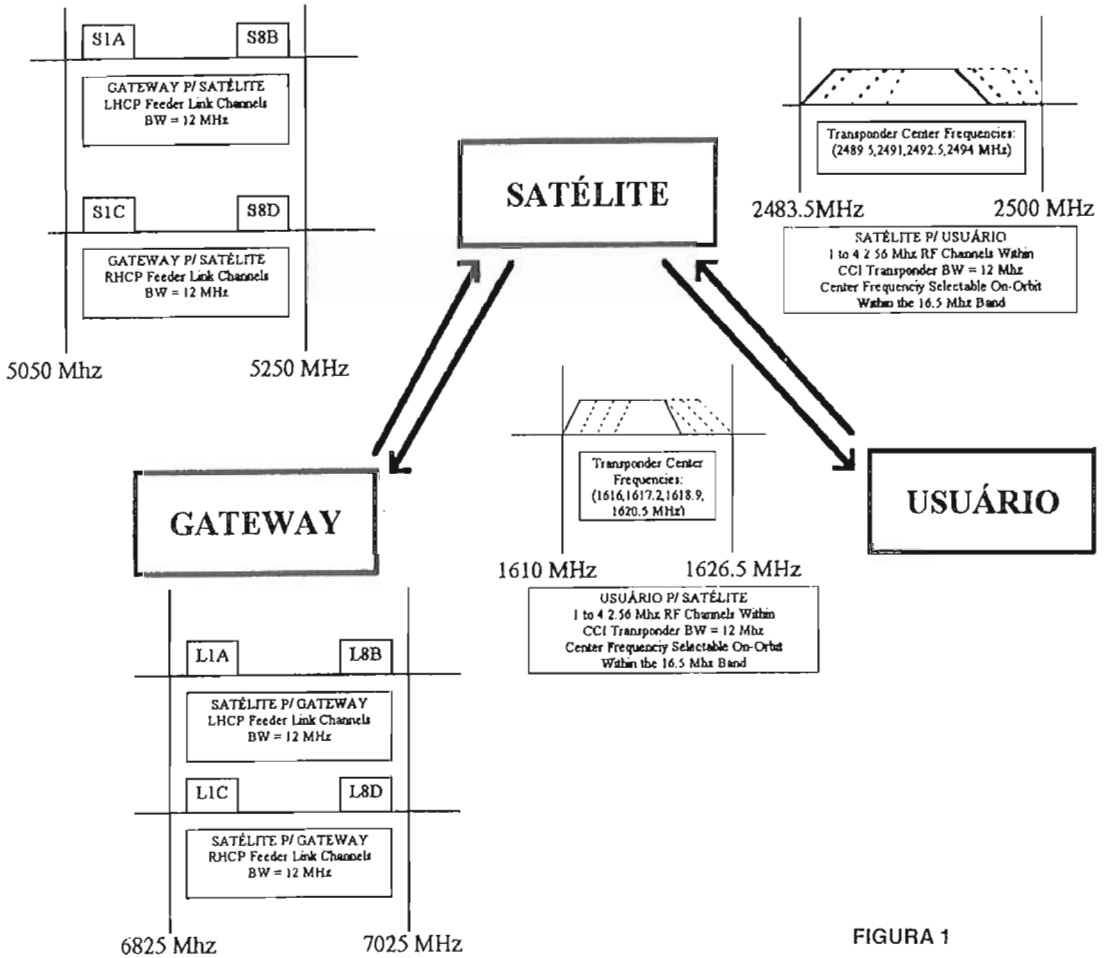 S1A S8B
GATEWAY P/ SATÉLITE
LHCP Feeder Link Channels
BW = 12 MHz
S1C S8D
GATEWAY P/ SATÉLITE
RHCP Feeder Link Channels
BW = 12 MHz
5050 Mhz 5250 MHz
SATÉLITE
Transponder Center Frequencies:
(2489 5,2491,2492.5,2494 MHz)
2483.5MHz 2500 MHz
SATÉLITE P/ USUÁRIO
1 to 4 2 56 Mhz RF Channels Within
CCI Transponder BW = 12 Mhz
Center Frequenciy Selectable On-Orbit
Within the 16.5 Mhz Band
GATEWAY
Transponder Center
Frequencies:
(1616,1617.2,1618.9,
1620.5 MHz)
1610 MHz 1626.5 MHz
USUÁRIO P/ SATÉLITE
1 to 4 2.56 Mhz RF Channels Within
CCI Transponder BW = 12 Mhz
Center Frequenciy Selectable On-Orbit
Within the 16.5 Mhz Band
USUÁRIO
L1A L8B
SATÉLITE P/ GATEWAY
LHCP Feeder Link Channels
BW = 12 MHz
L1C L8D
SATÉLITE P/ GATEWAY
RHCP Feeder Link Channels
BW = 12 MHz
6825 Mhz 7025 MHz
FIGURA 1